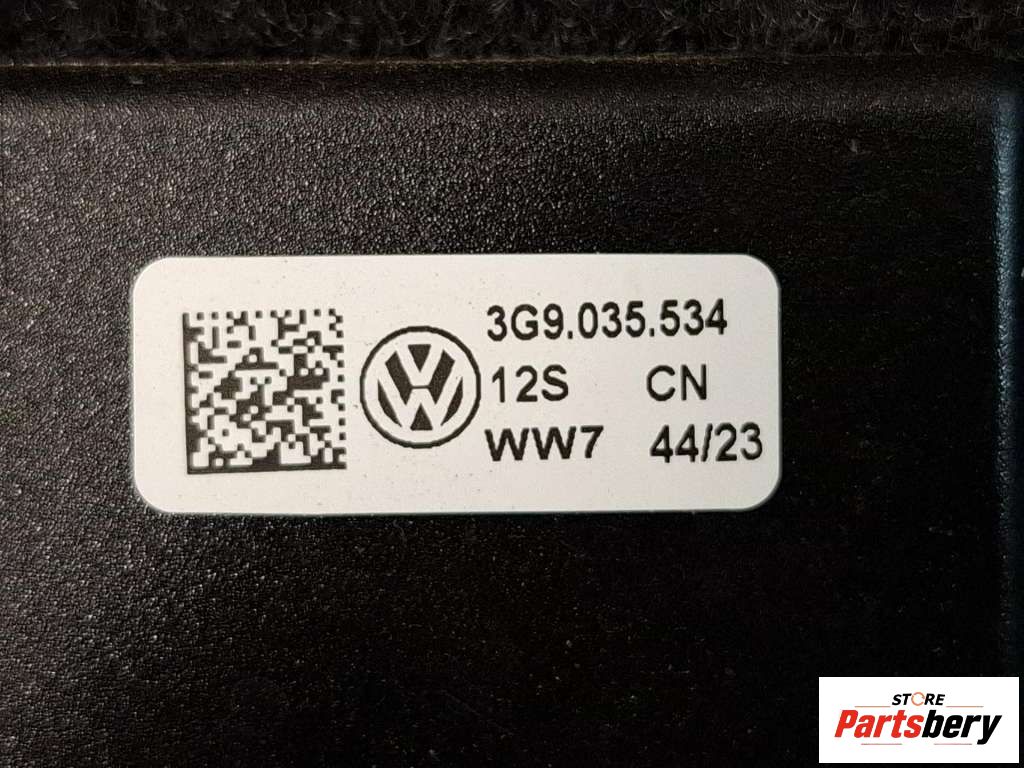 3G9.035.534
12S CN
WW7 44/23
STORE
Partsbery